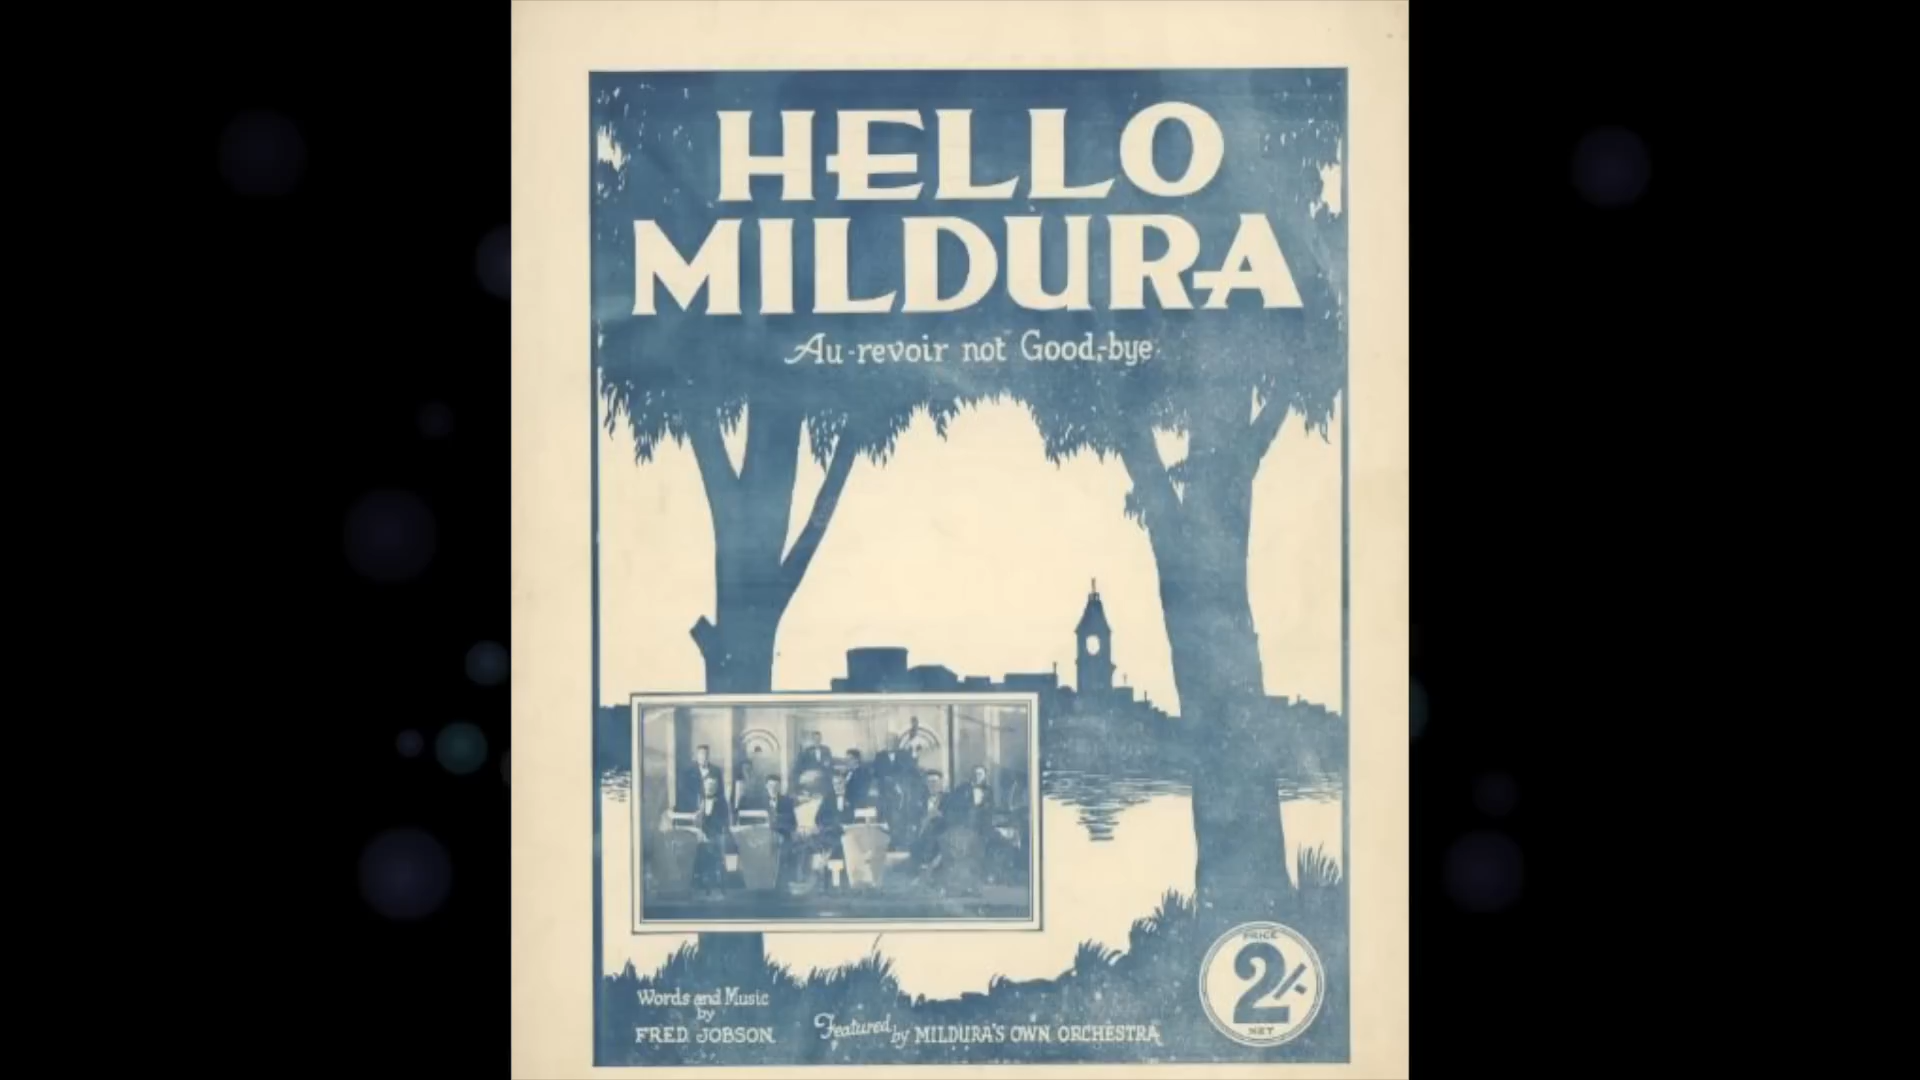 HELLO
MILDURA
Au-revoir not Good-bye
Words and Music
by
FRED. JOBSON.
Featured by MILDURA'S OWN ORCHESTRA
PRICE
2/-
NET